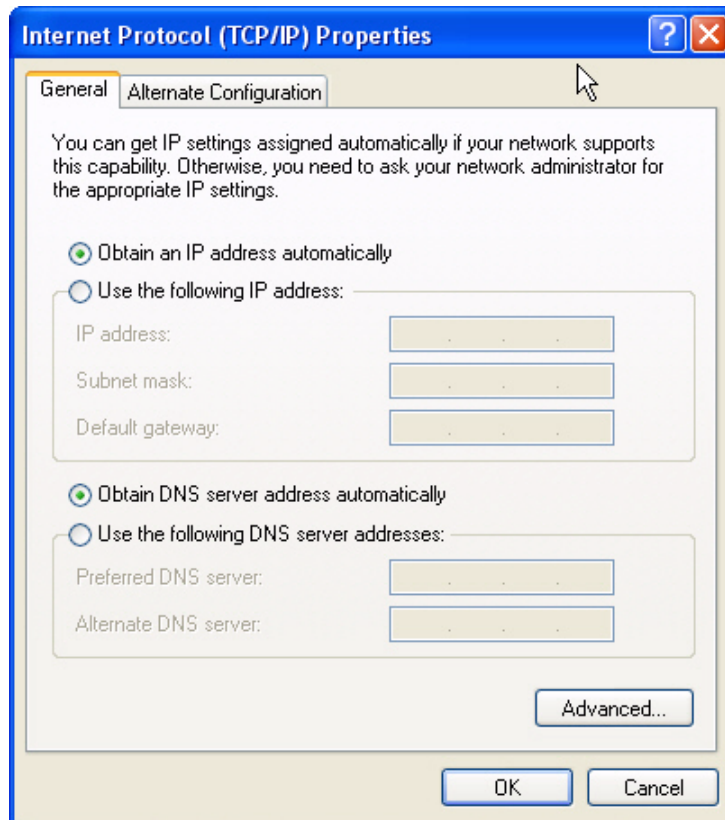 Internet Protocol (TCP/IP) Properties
General
Alternate Configuration
You can get IP settings assigned automatically if your network supports
this capability. Otherwise, you need to ask your network administrator for
the appropriate IP settings.
Obtain an IP address automatically
Use the following IP address:
IP address:
Subnet mask:
Default gateway:
Obtain DNS server address automatically
Use the following DNS server addresses:
Preferred DNS server:
Alternate DNS server:
Advanced...
OK
Cancel